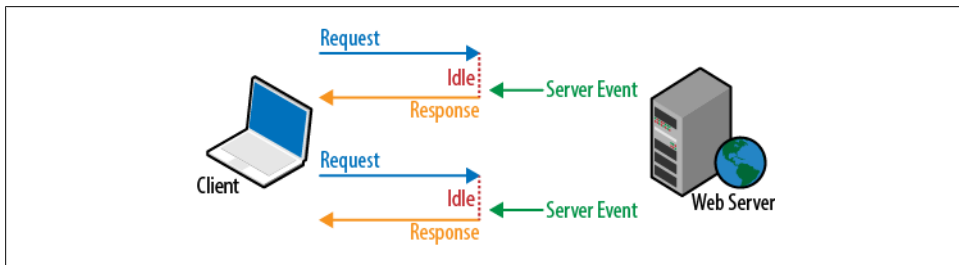 Request
Idle
Server Event
Response
Request
Client
Idle
Web Server
Server Event
Response